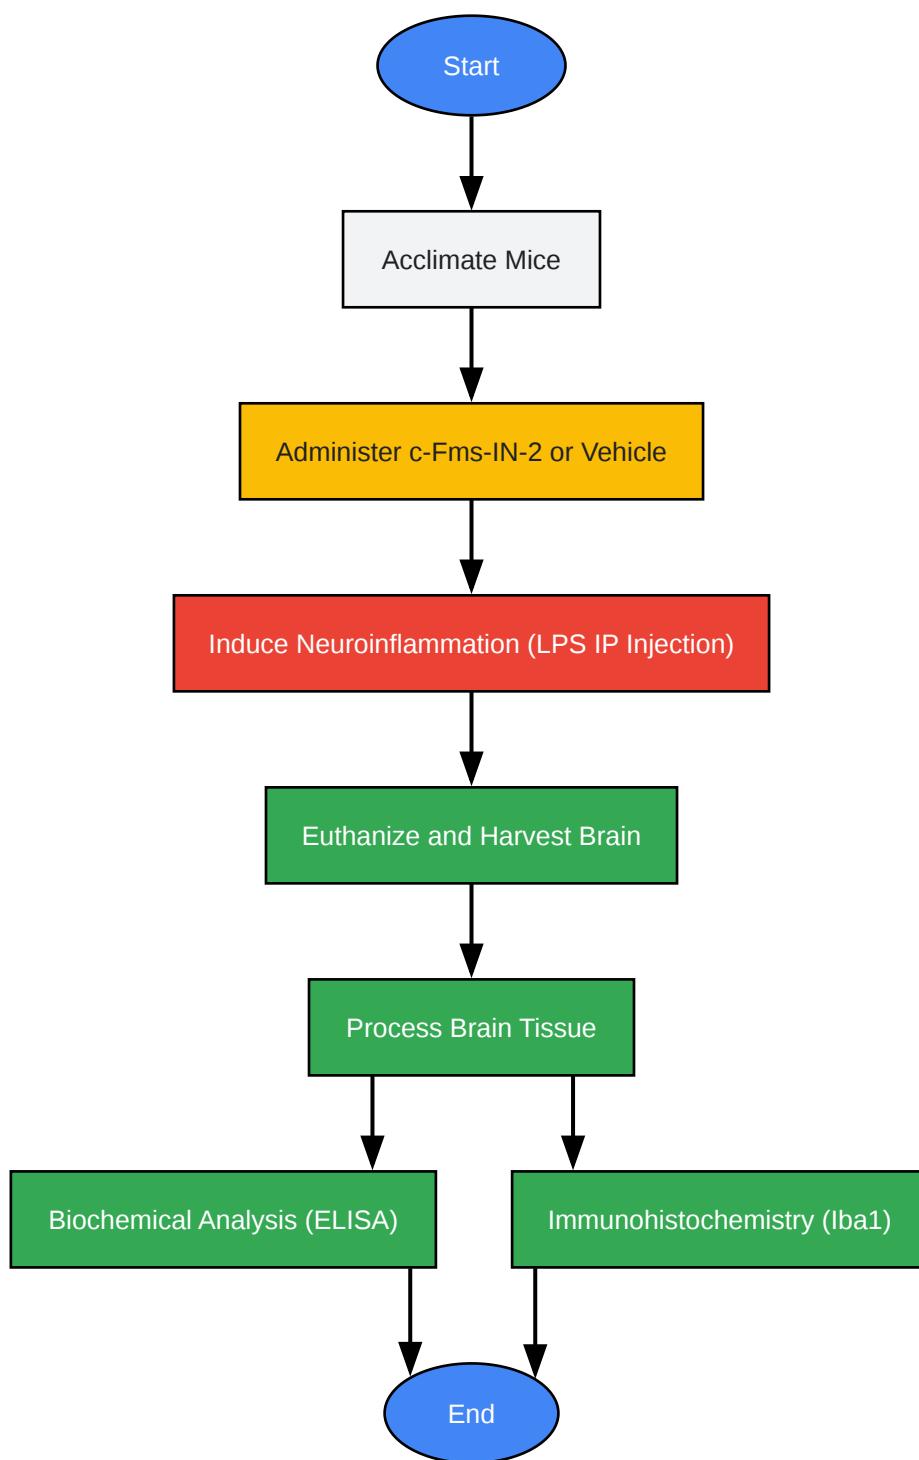 Start
Acclimate Mice
Administer c-Fms-IN-2 or Vehicle
Induce Neuroinflammation (LPS IP Injection)
Euthanize and Harvest Brain
Process Brain Tissue
Biochemical Analysis (ELISA)
Immunohistochemistry (Iba1)
End